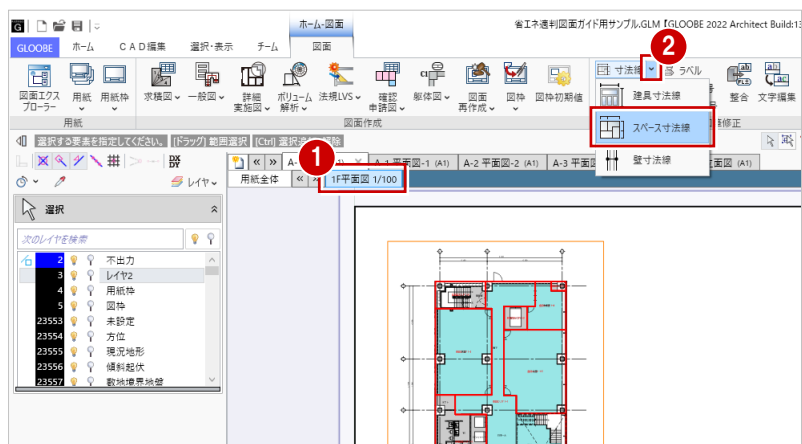 ホーム-図面
省エネ適判図面ガイド用サンプル.GLM【GLOOBE 2022 Architect Build:13
GLOOBE ホーム CAD編集 選択・表示 チーム 図面
2
図面エクスプローラー 用紙 用紙枠 求積図 一般図 詳細実施図 ボリューム解析 法規LVS 確認申請図 躯体図 図面再作成 図枠 図枠初期値
寸法線 ラベル
整合 文字編集
建具寸法線
スペース寸法線
壁寸法線
用紙 図面作成 修正
選択する要素を指定してください。 [ドラッグ] 範囲選択 [Ctrl] 選択追加/解除
1
A-1 平面図-1 (A1) A-2 平面図-2 (A1) A-3 平面 面図 (A1)
レイヤ
用紙全体 1F平面図 1/100
選択
次のレイヤを検索
2 不出力
3 レイヤ2
4 用紙枠
5 図枠
23553 未設定
23554 方位
23555 現況地形
23556 傾斜起伏
23557 敷地境界地盤